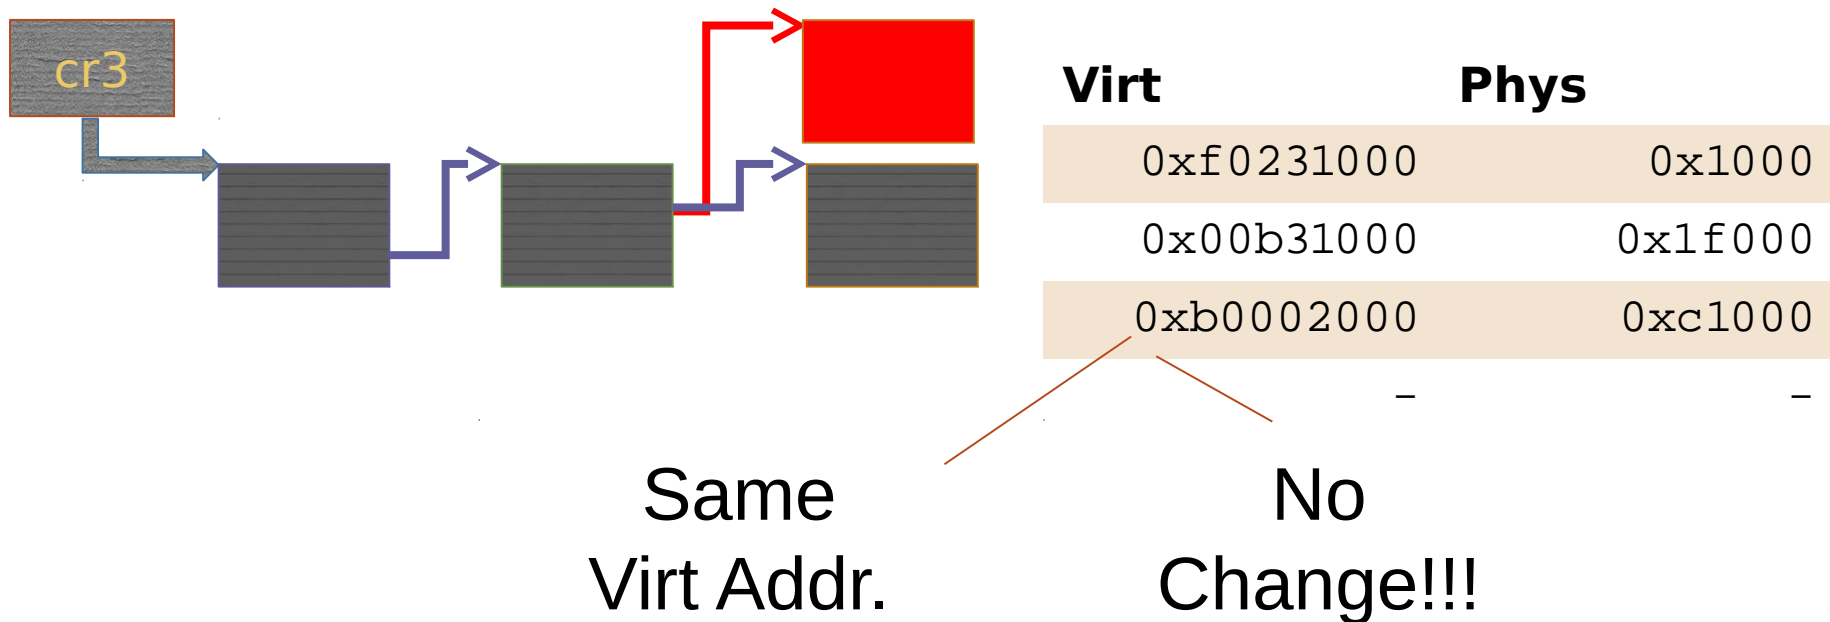 cr3
Virt Phys
0xf0231000 0x1000
0x00b31000 0x1f000
0xb0002000 0xc1000
- -
Same
Virt Addr.
No
Change!!!